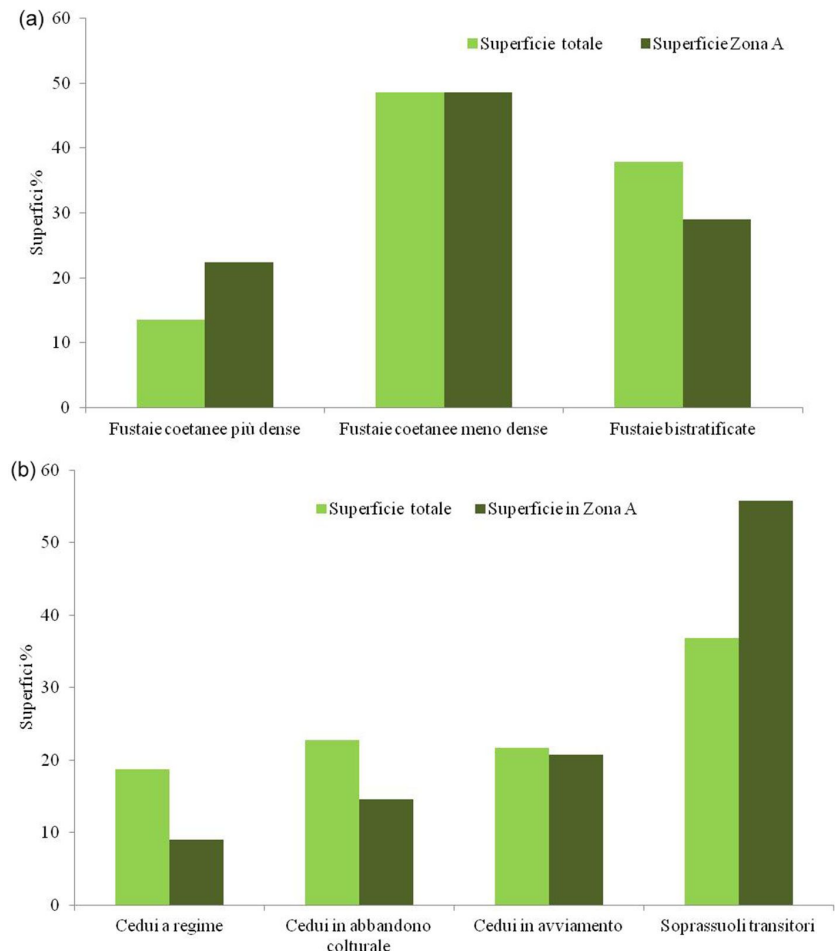 (a)
60
50
40
30
20
10
0
Superfici %
Superficie totale
Superficie Zona A
Fustaie coetanee più dense
Fustaie coetanee meno dense
Fustaie bistratificate
(b)
60
50
40
30
20
10
0
Superfici %
Superficie totale
Superficie in Zona A
Cedui a regime
Cedui in abbandono
colturale
Cedui in avviamento
Soprassuoli transitori